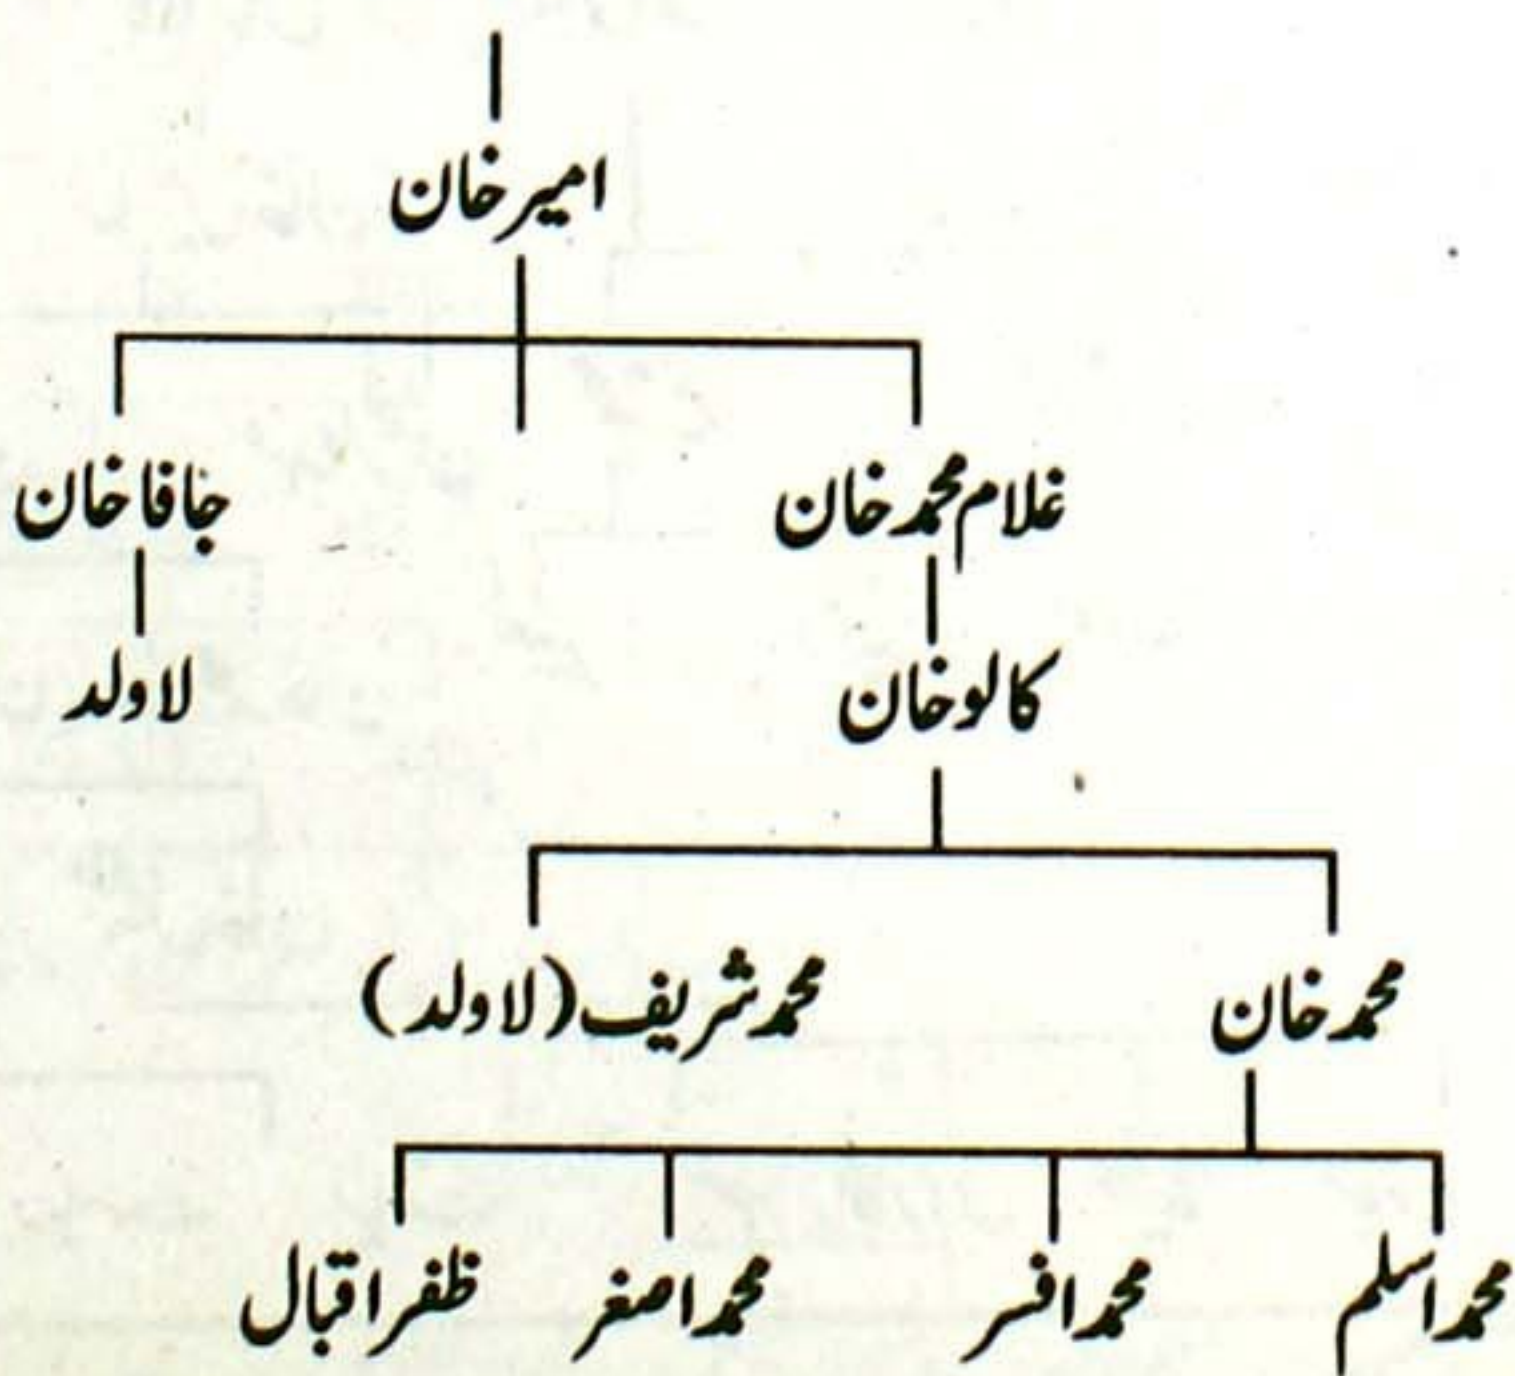 امیر خان
غلام محمد خان جافا خان
کالو خان لاولد
محمد خان محمد شریف (لاولد)
محمد اسلم محمد افسر محمد اصغر ظفر اقبال